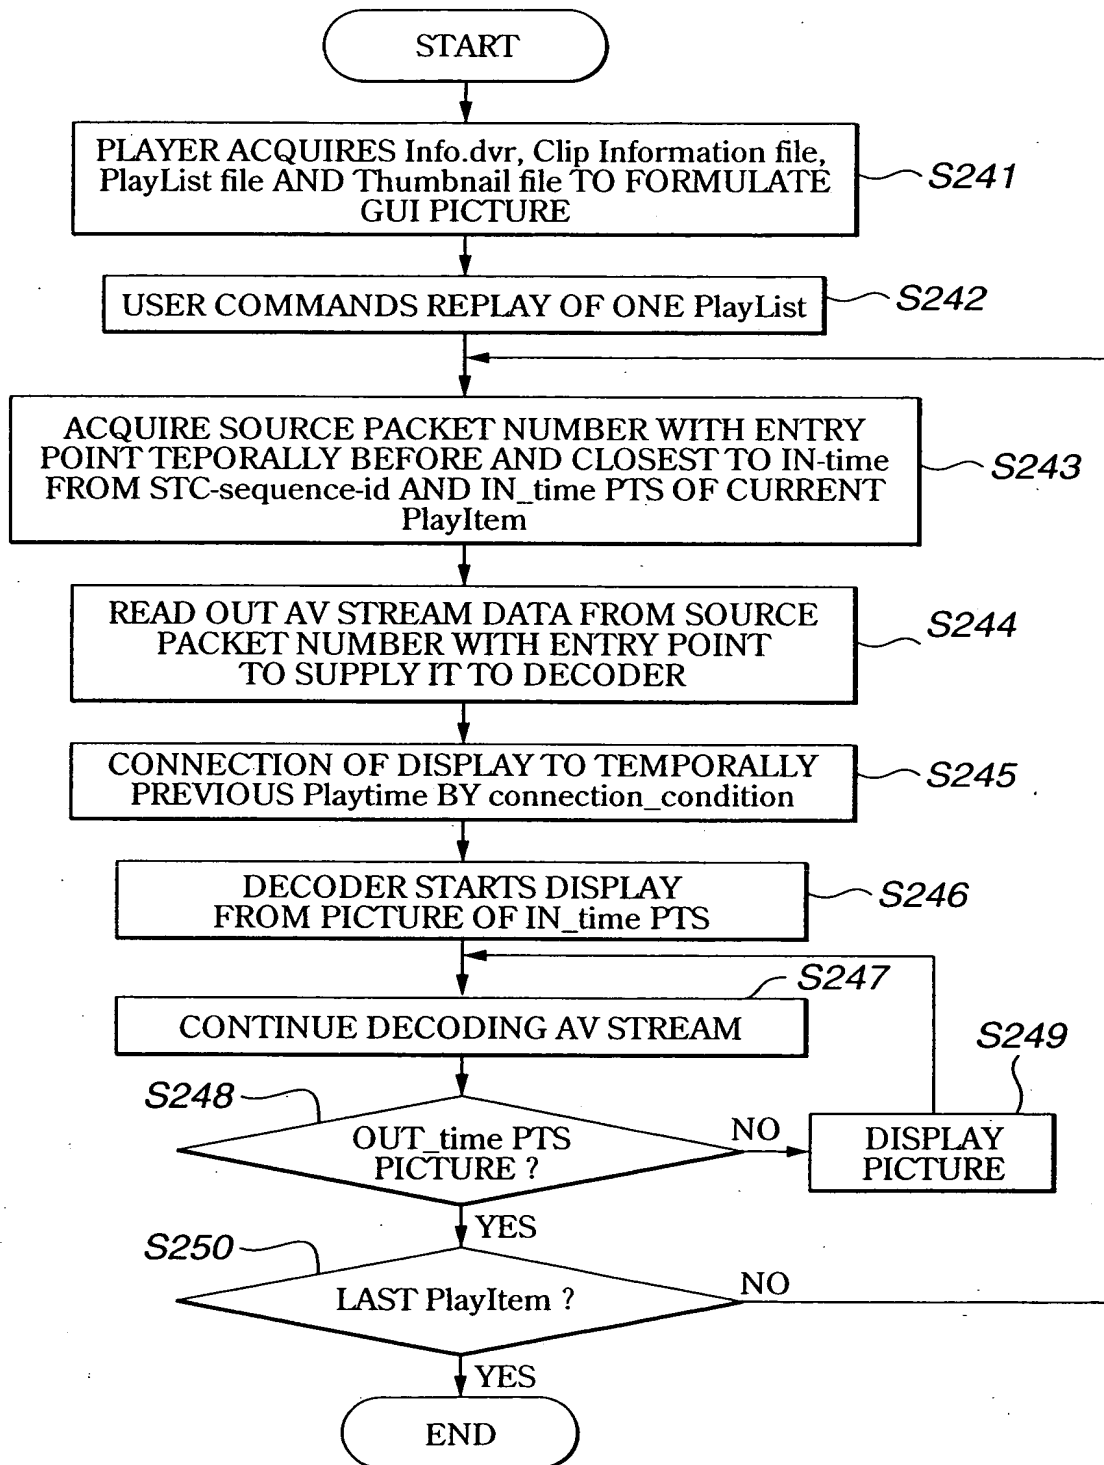 START
PLAYER ACQUIRES Info.dvr, Clip Information file,
PlayList file AND Thumbnail file TO FORMULATE
GUI PICTURE
S241
USER COMMANDS REPLAY OF ONE PlayList
S242
ACQUIRE SOURCE PACKET NUMBER WITH ENTRY
POINT TEPORALLY BEFORE AND CLOSEST TO IN-time
FROM STC-sequence-id AND IN_time PTS OF CURRENT
PlayItem
S243
READ OUT AV STREAM DATA FROM SOURCE
PACKET NUMBER WITH ENTRY POINT
TO SUPPLY IT TO DECODER
S244
CONNECTION OF DISPLAY TO TEMPORALLY
PREVIOUS Playtime BY connection_condition
S245
DECODER STARTS DISPLAY
FROM PICTURE OF IN_time PTS
S246
CONTINUE DECODING AV STREAM
S247
S248
OUT_time PTS
PICTURE ?
NO
DISPLAY
PICTURE
S249
YES
S250
LAST PlayItem ?
NO
YES
END